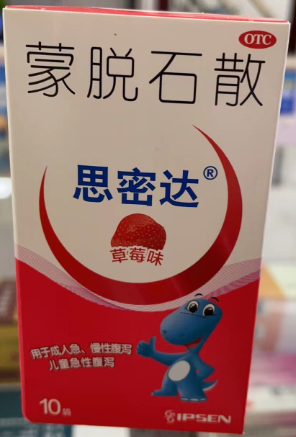 OTC
蒙脱石散
思密达®
草莓味
用于成人急、慢性腹泻
儿童急性腹泻
10袋
IPSEN